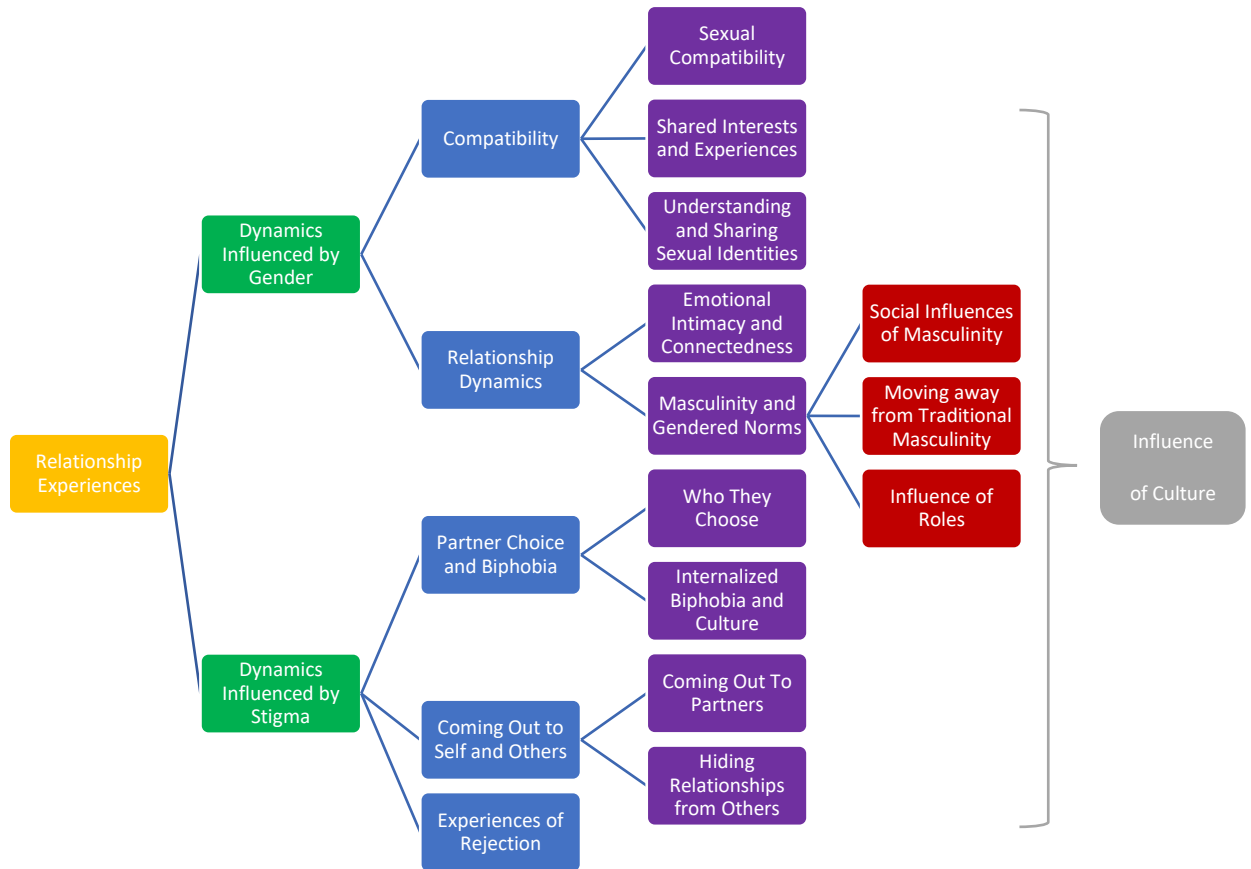 Relationship
Experiences
Dynamics
Influenced by
Gender
Dynamics
Influenced by
Stigma
Compatibility
Relationship
Dynamics
Partner Choice
and Biphobia
Coming Out to
Self and Others
Experiences of
Rejection
Sexual
Compatibility
Shared Interests
and Experiences
Understanding
and Sharing
Sexual Identities
Emotional
Intimacy and
Connectedness
Masculinity and
Gendered Norms
Who They
Choose
Internalized
Biphobia and
Culture
Coming Out To
Partners
Hiding
Relationships
from Others
Social Influences
of Masculinity
Moving away
from Traditional
Masculinity
Influence of
Roles
Influence
of Culture